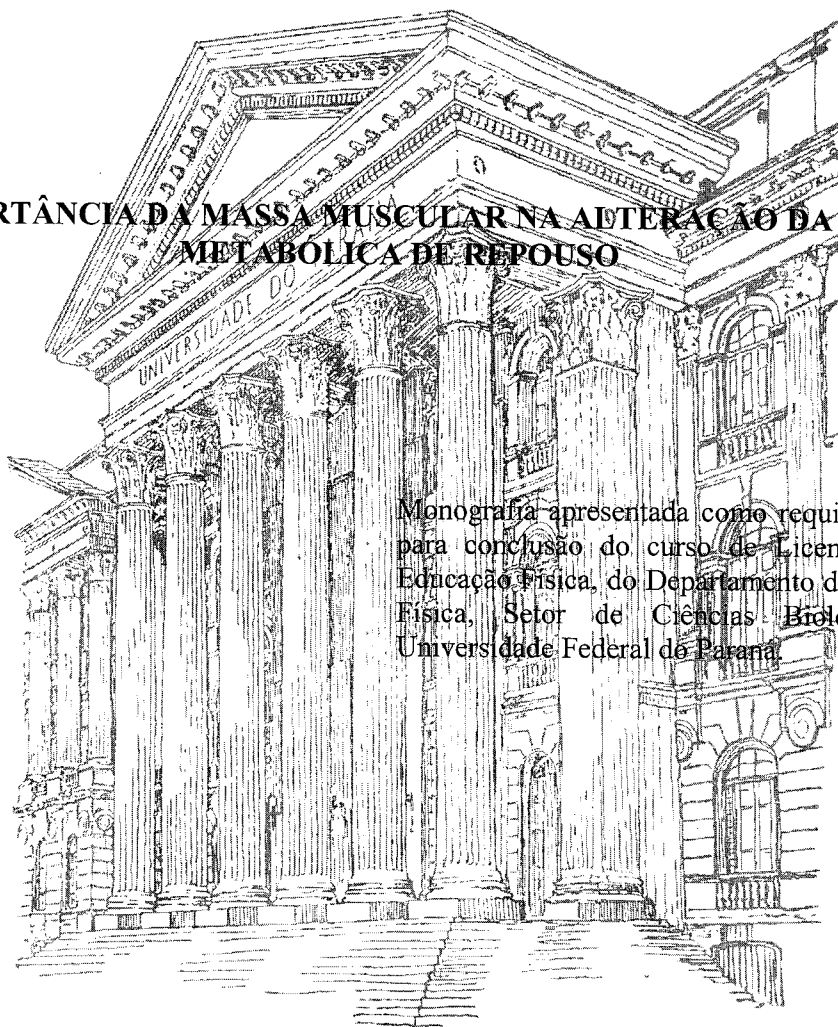 RTÂNCIA DA MASSA MUSCULAR NA ALTERAÇÃO DA
METABÓLICA DE REPOUSO
UNIVERSIDADE DO
Monografia apresentada como requi
para conclusão do curso de Licen
Educação Física, do Departamento d
Física, Setor de Ciências Biol
Universidade Federal do Paraná.